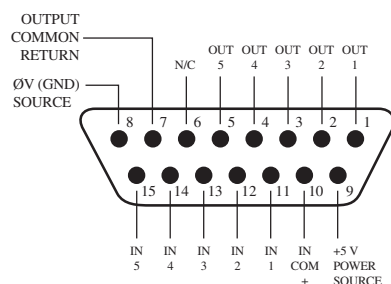 OUTPUT
COMMON
RETURN
ØV (GND)
SOURCE
N/C
OUT
5
OUT
4
OUT
3
OUT
2
OUT
1
8 7 6 5 4 3 2 1
15 14 13 12 11 10 9
IN
5
IN
4
IN
3
IN
2
IN
1
IN
COM
+
+5 V
POWER
SOURCE